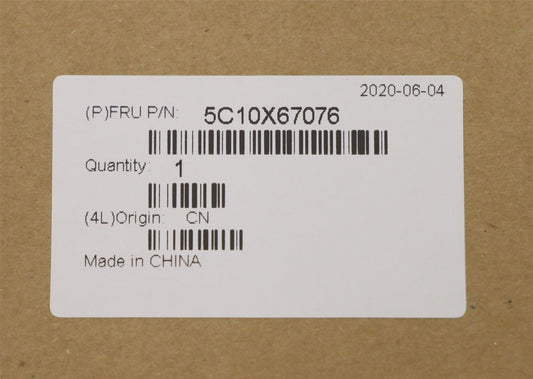 2020-06-04
(P)FRU P/N: 5C10X67076
Quantity: 1
(4L)Origin: CN
Made in CHINA